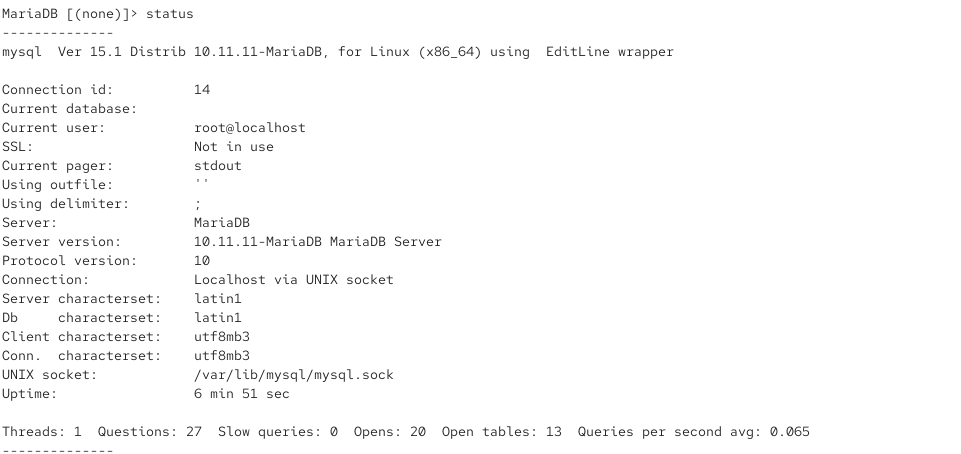 MariaDB [(none)]> status
--------------
mysql  Ver 15.1 Distrib 10.11.11-MariaDB, for Linux (x86_64) using  EditLine wrapper

Connection id:          14
Current database:
Current user:           root@localhost
SSL:                    Not in use
Current pager:          stdout
Using outfile:          ''
Using delimiter:        ;
Server:                 MariaDB
Server version:         10.11.11-MariaDB MariaDB Server
Protocol version:       10
Connection:             Localhost via UNIX socket
Server characterset:    latin1
Db     characterset:    latin1
Client characterset:    utf8mb3
Conn.  characterset:    utf8mb3
UNIX socket:            /var/lib/mysql/mysql.sock
Uptime:                 6 min 51 sec

Threads: 1  Questions: 27  Slow queries: 0  Opens: 20  Open tables: 13  Queries per second avg: 0.065
--------------